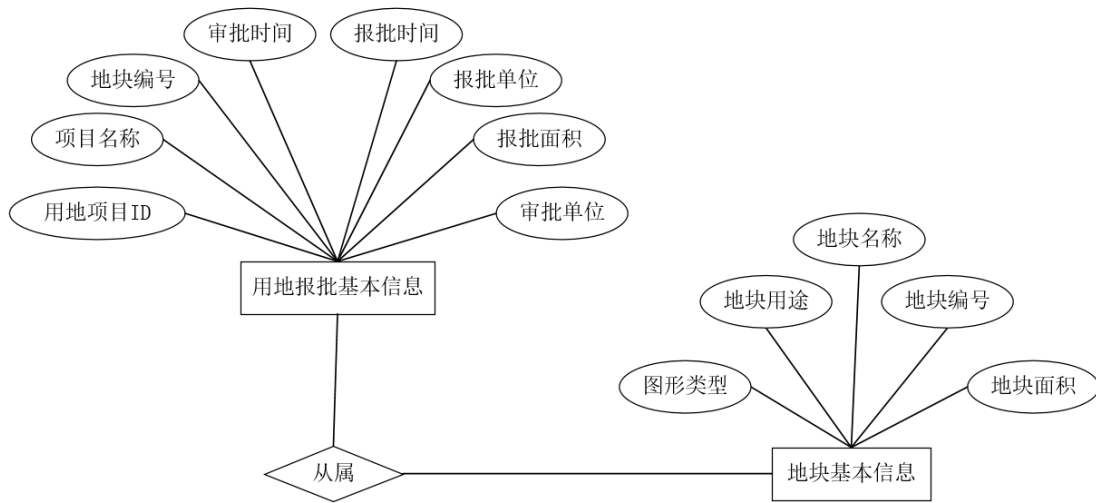 审批时间
报批时间
地块编号
报批单位
项目名称
报批面积
用地项目ID
审批单位
用地报批基本信息
地块名称
地块用途
地块编号
图形类型
地块面积
从属
地块基本信息